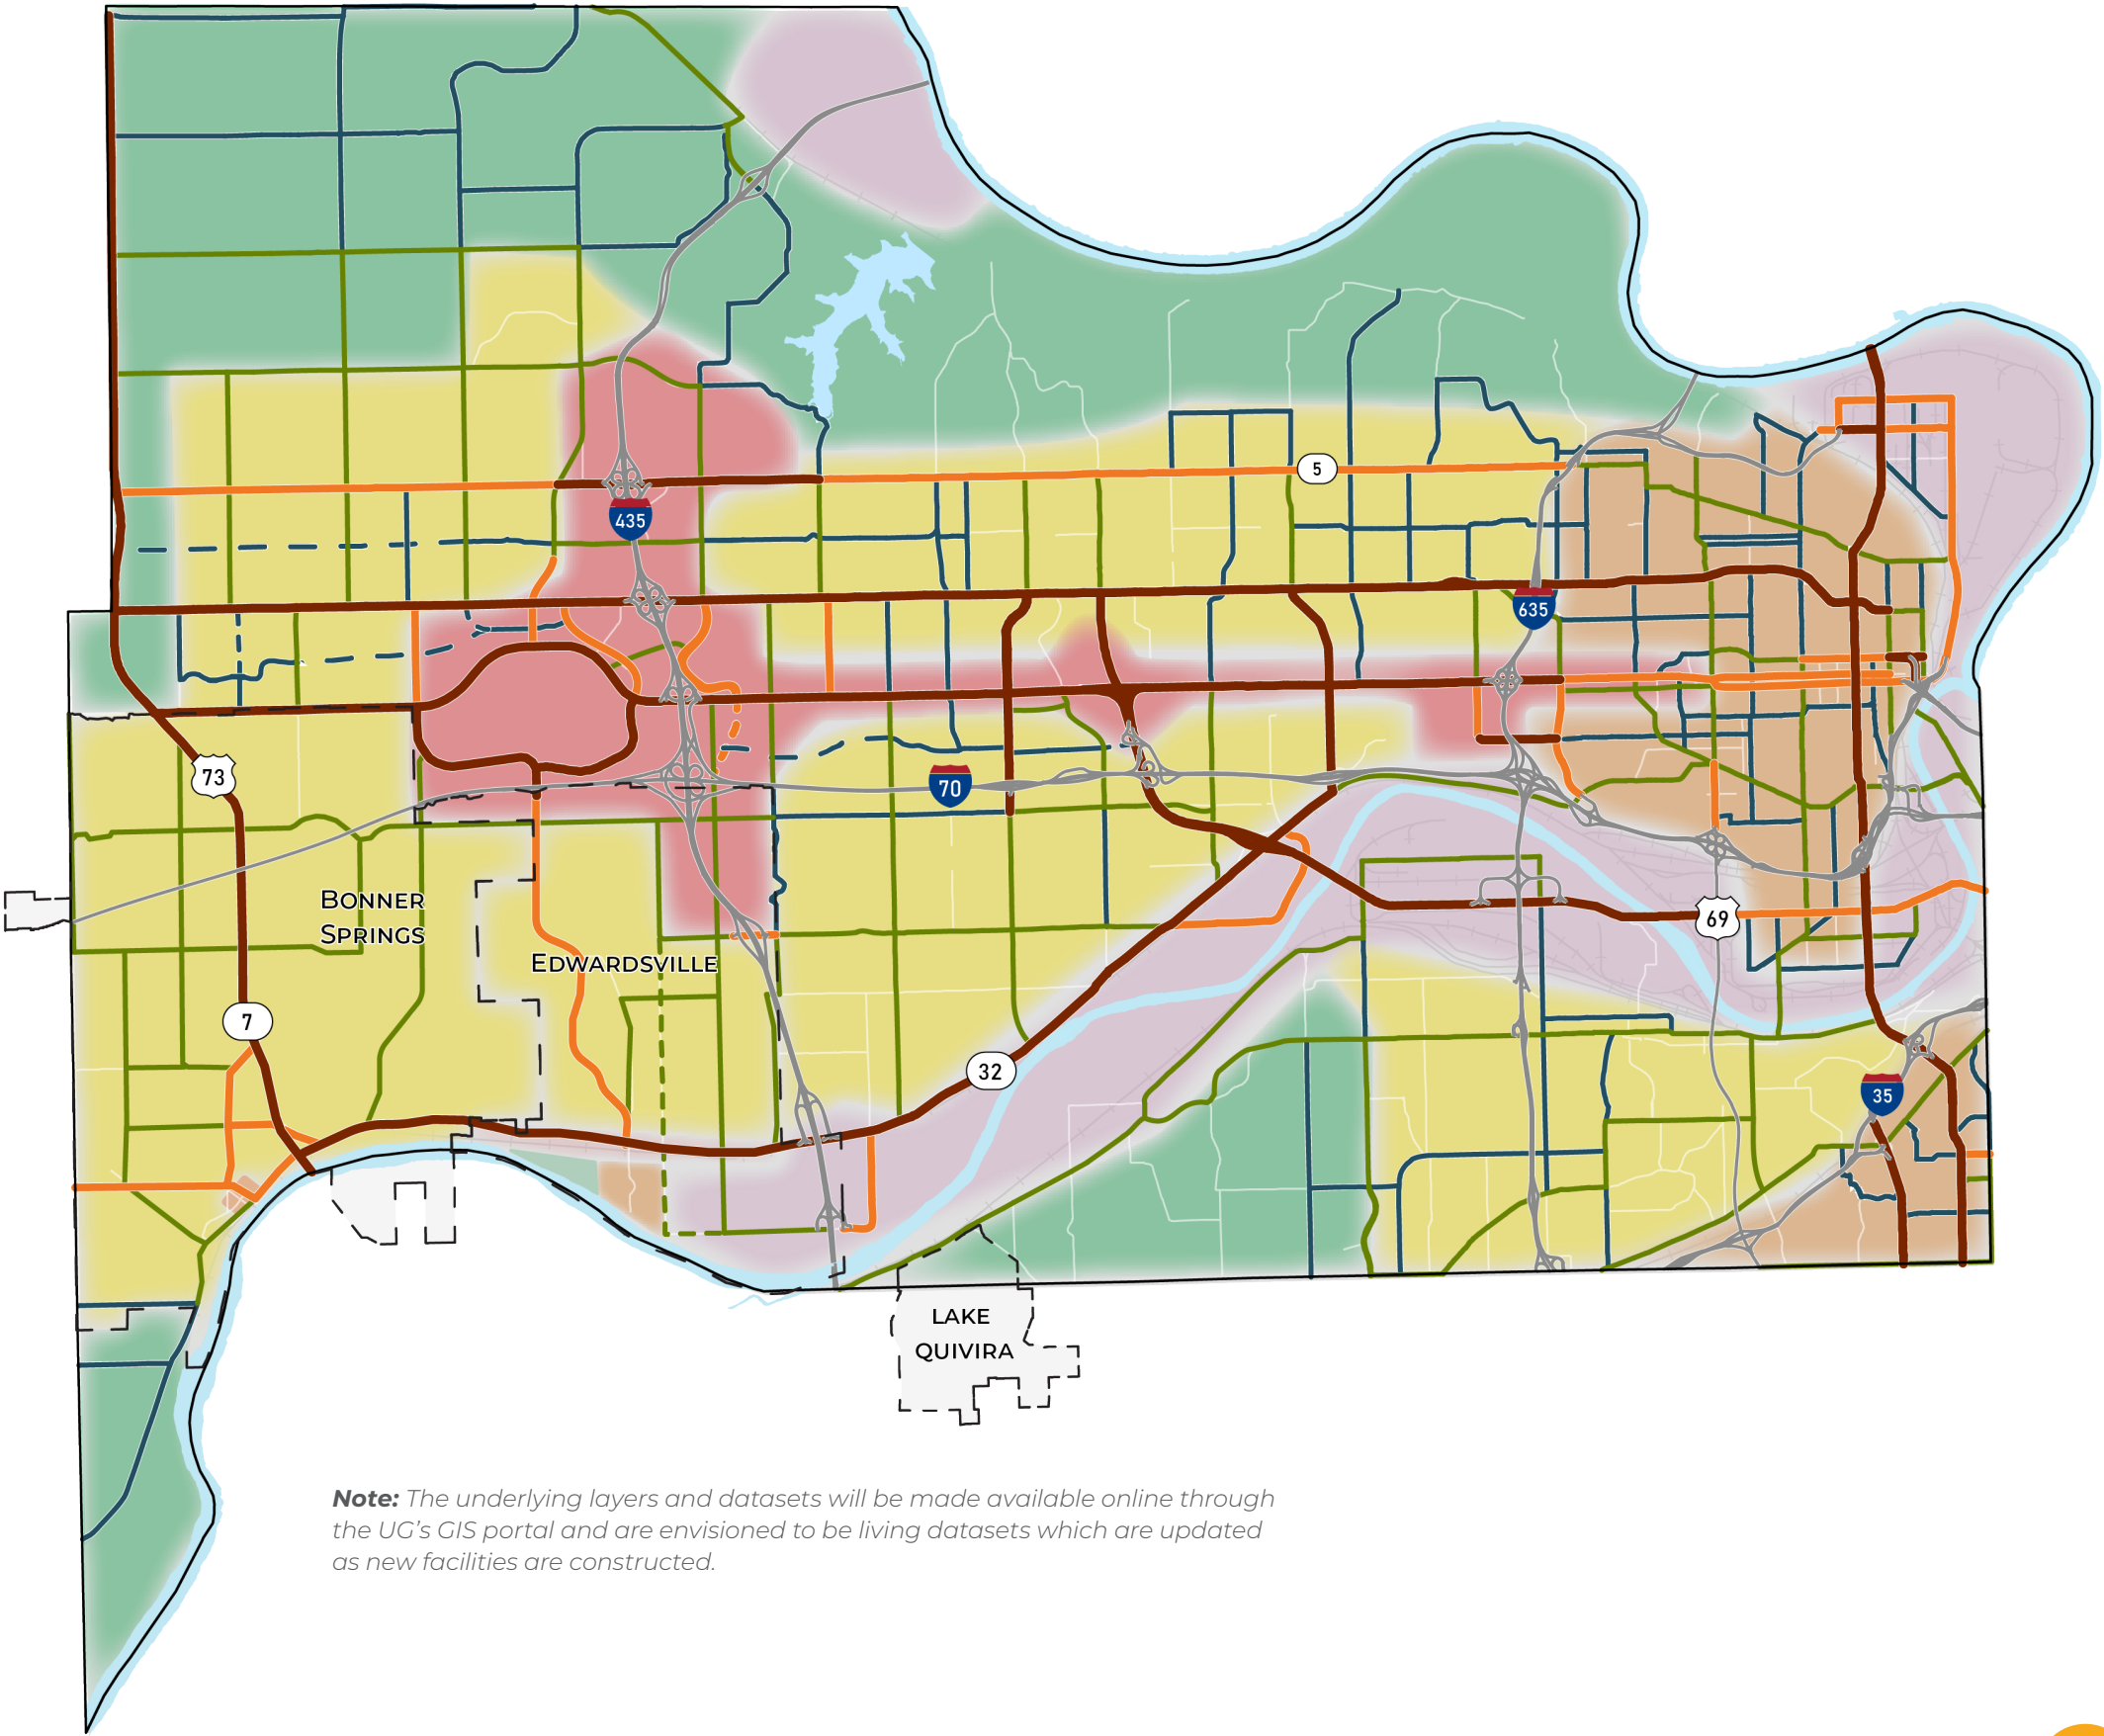 5
435
635
73
70
BONNER
SPRINGS
69
EDWARDSVILLE
7
32
35
LAKE
QUIVIRA
Note: The underlying layers and datasets will be made available online through
the UG's GIS portal and are envisioned to be living datasets which are updated
as new facilities are constructed.